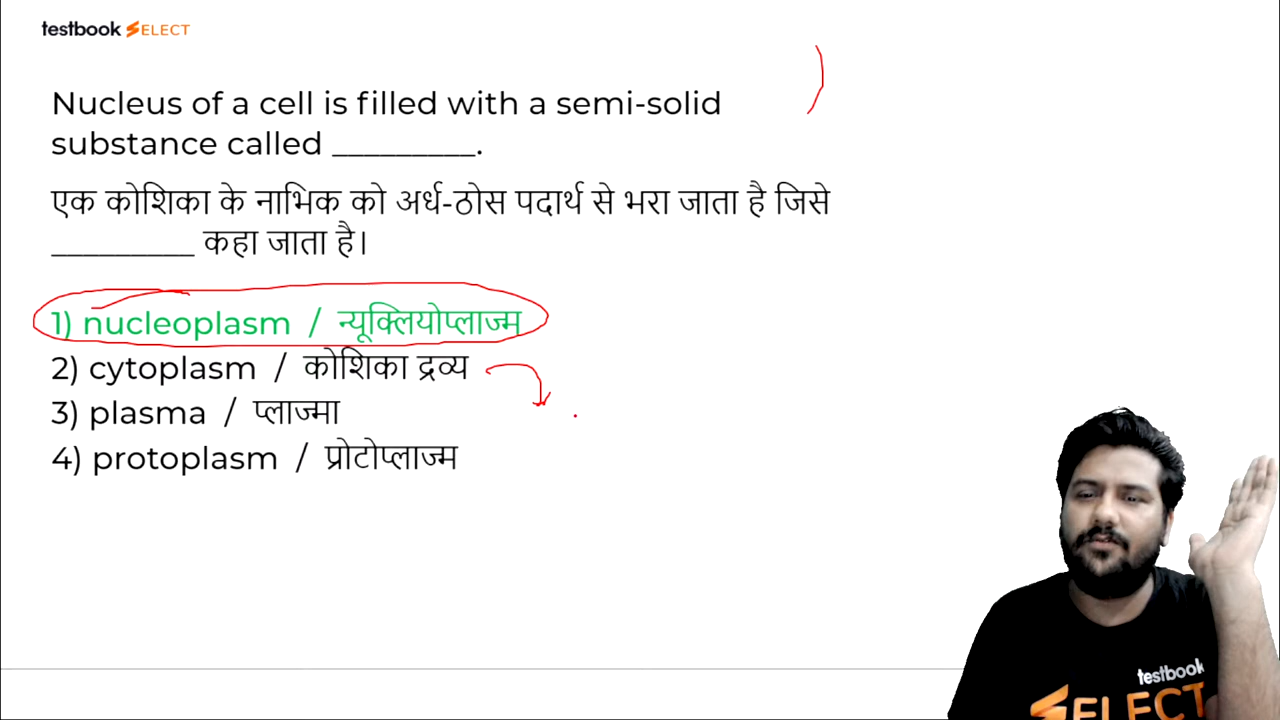 testbook SELECT
Nucleus of a cell is filled with a semi-solid
substance called _________.
एक कोशिका के नाभिक को अर्ध-ठोस पदार्थ से भरा जाता है जिसे
_________ कहा जाता है।
1) nucleoplasm / न्यूक्लियोप्लाज्म
2) cytoplasm / कोशिका द्रव्य
3) plasma / प्लाज्मा
4) protoplasm / प्रोटोप्लाज्म
testbook
SELECT